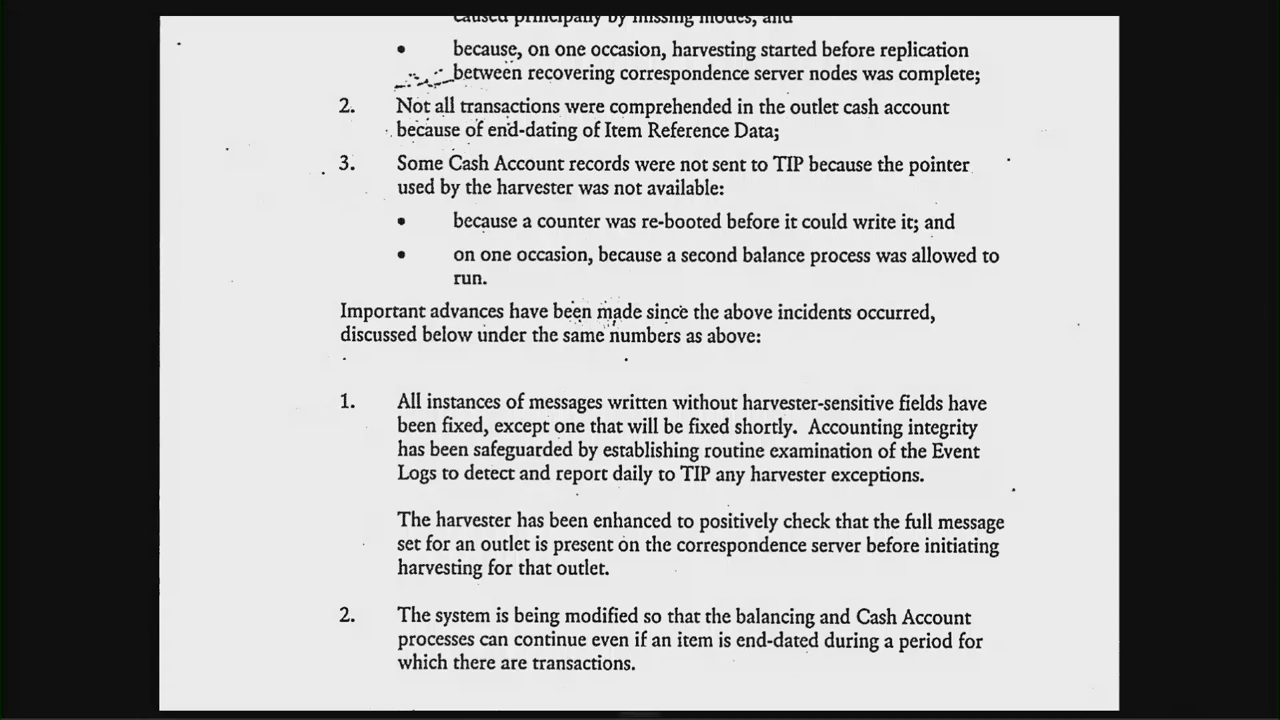 caused principally by missing nodes, and
• because, on one occasion, harvesting started before replication
between recovering correspondence server nodes was complete;
2. Not all transactions were comprehended in the outlet cash account
because of end-dating of Item Reference Data;
3. Some Cash Account records were not sent to TIP because the pointer
used by the harvester was not available:
• because a counter was re-booted before it could write it; and
• on one occasion, because a second balance process was allowed to
run.
Important advances have been made since the above incidents occurred,
discussed below under the same numbers as above:
1. All instances of messages written without harvester-sensitive fields have
been fixed, except one that will be fixed shortly. Accounting integrity
has been safeguarded by establishing routine examination of the Event
Logs to detect and report daily to TIP any harvester exceptions.
The harvester has been enhanced to positively check that the full message
set for an outlet is present on the correspondence server before initiating
harvesting for that outlet.
2. The system is being modified so that the balancing and Cash Account
processes can continue even if an item is end-dated during a period for
which there are transactions.